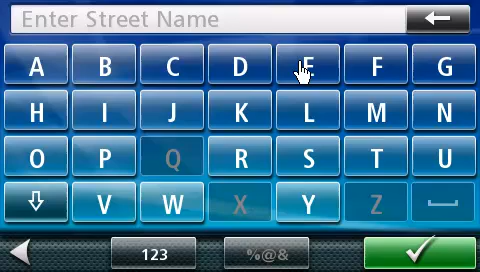 Enter Street Name
A B C D E F G
H I J K L M N
O P Q R S T U
V W X Y Z
123 %@&